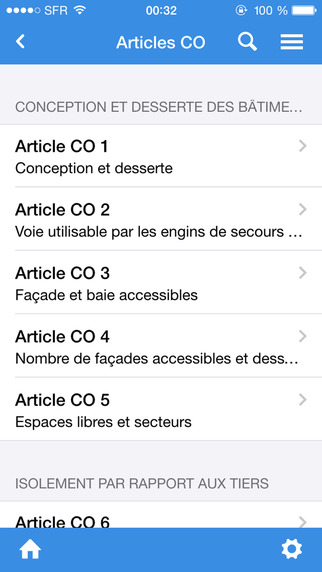 SFR 00:32 100 %
Articles CO
CONCEPTION ET DESSERTE DES BÂTIME...
Article CO 1
Conception et desserte
Article CO 2
Voie utilisable par les engins de secours ...
Article CO 3
Façade et baie accessibles
Article CO 4
Nombre de façades accessibles et dess...
Article CO 5
Espaces libres et secteurs
ISOLEMENT PAR RAPPORT AUX TIERS
Article CO 6